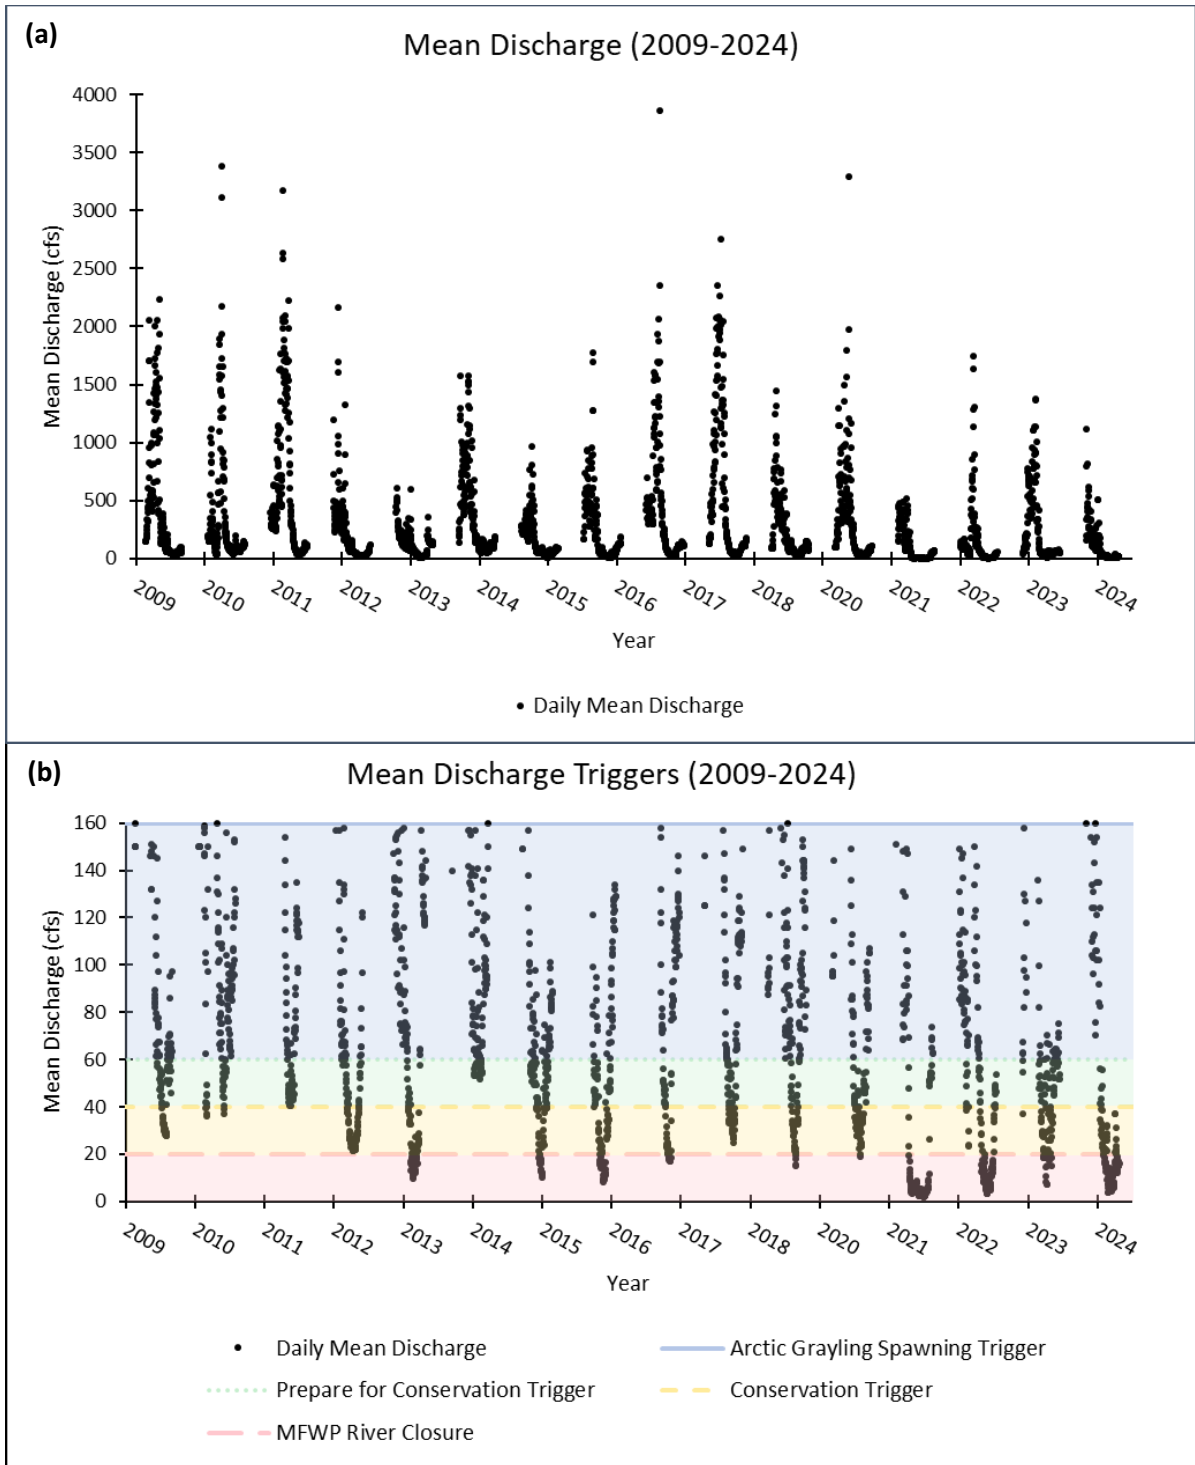 (a)
Mean Discharge (2009-2024)
Mean Discharge (cfs)
4000
3500
3000
2500
2000
1500
1000
500
0
2009 2010 2011 2012 2013 2014 2015 2016 2017 2018 2020 2021 2022 2023 2024
Year
Daily Mean Discharge
(b)
Mean Discharge Triggers (2009-2024)
Mean Discharge (cfs)
160
140
120
100
80
60
40
20
0
2009 2010 2011 2012 2013 2014 2015 2016 2017 2018 2020 2021 2022 2023 2024
Year
Daily Mean Discharge Arctic Grayling Spawning Trigger
Prepare for Conservation Trigger Conservation Trigger
MFWP River Closure